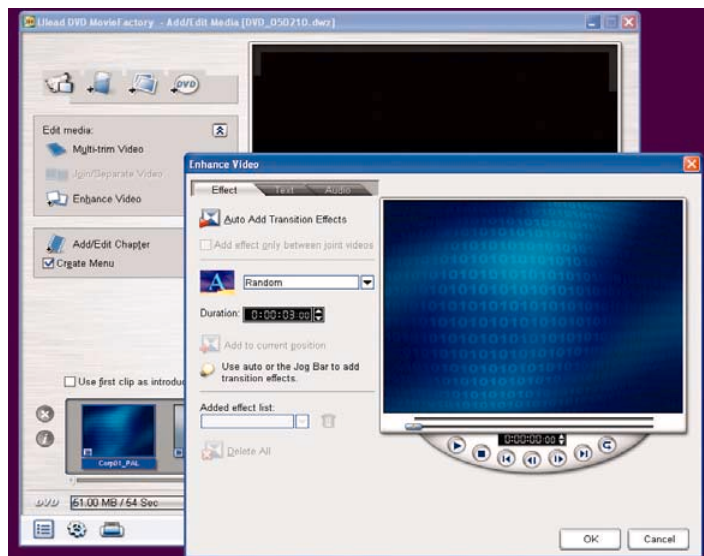 Ulead DVD MovieFactory - Add/Edit Media [DVD_050210.dwz]
DVD
Edit media:
Multi-trim Video
Join/Separate Video
Enhance Video
Add/Edit Chapter
Create Menu
Use first clip as introduc
Corp01_PAL
DVD
61.00 MB / 54 Sec
Enhance Video
Effect
Text
Audio
Auto Add Transition Effects
Add effect only between joint videos
A
Random
Duration:
0:00:03 00
Add to current position
Use auto or the Jog Bar to add
transition effects.
Added effect list:
Delete All
0:00:00 00
OK
Cancel